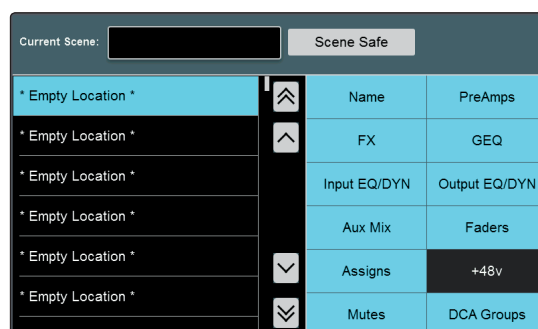 Current Scene: Scene Safe
* Empty Location *
* Empty Location *
* Empty Location *
* Empty Location *
* Empty Location *
* Empty Location *
Name PreAmps
FX GEQ
Input EQ/DYN Output EQ/DYN
Aux Mix Faders
Assigns +48v
Mutes DCA Groups